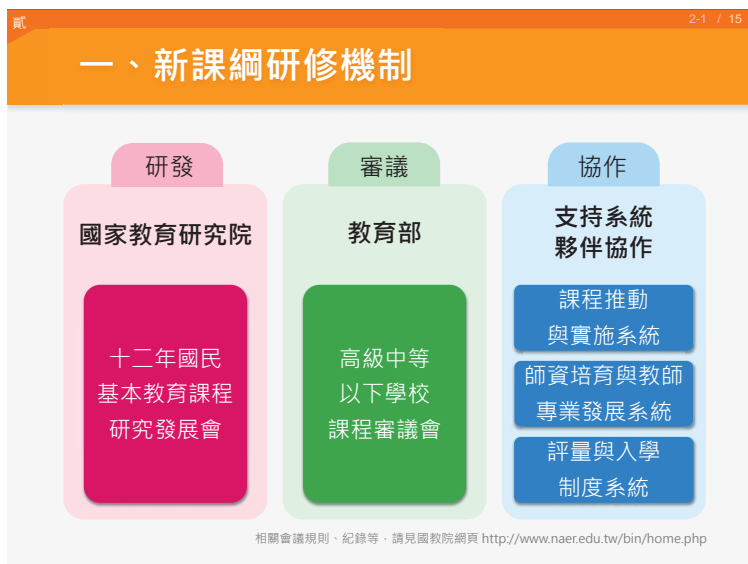 貳
2-1 / 15
一、新課綱研修機制
研發
國家教育研究院
十二年國民
基本教育課程
研究發展會
審議
教育部
高級中等
以下學校
課程審議會
協作
支持系統
夥伴協作
課程推動
與實施系統
師資培育與教師
專業發展系統
評量與入學
制度系統
相關會議規則、紀錄等，請見國教院網頁 http://www.naer.edu.tw/bin/home.php